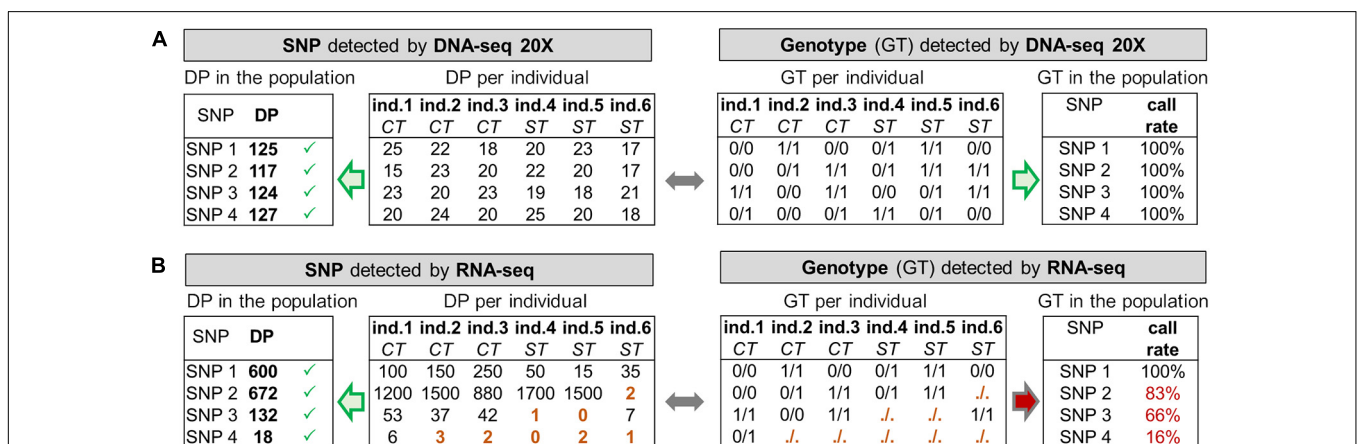 A
SNP detected by DNA-seq 20X
Genotype (GT) detected by DNA-seq 20X
DP in the population
DP per individual
GT per individual
GT in the population
SNP DP
ind.1 ind.2 ind.3 ind.4 ind.5 ind.6
CT CT CT ST ST ST
ind.1 ind.2 ind.3 ind.4 ind.5 ind.6
CT CT CT ST ST ST
SNP call rate
SNP 1 125 ✓ 25 22 18 20 23 17 0/0 1/1 0/0 0/1 1/1 0/0 SNP 1 100%
SNP 2 117 ✓ 15 23 20 22 20 17 0/0 0/1 1/1 0/1 1/1 1/1 SNP 2 100%
SNP 3 124 ✓ 23 20 23 19 18 21 1/1 0/0 1/1 0/0 0/1 1/1 SNP 3 100%
SNP 4 127 ✓ 20 24 20 25 20 18 0/1 0/0 0/1 1/1 0/1 0/0 SNP 4 100%
B
SNP detected by RNA-seq
Genotype (GT) detected by RNA-seq
DP in the population
DP per individual
GT per individual
GT in the population
SNP DP
ind.1 ind.2 ind.3 ind.4 ind.5 ind.6
CT CT CT ST ST ST
ind.1 ind.2 ind.3 ind.4 ind.5 ind.6
CT CT CT ST ST ST
SNP call rate
SNP 1 600 ✓ 100 150 250 50 15 35 0/0 1/1 0/0 0/1 1/1 0/0 SNP 1 100%
SNP 2 672 ✓ 1200 1500 880 1700 1500 2 0/0 0/1 1/1 0/1 1/1 ./. SNP 2 83%
SNP 3 132 ✓ 53 37 42 1 0 7 1/1 0/0 1/1 ./. ./. 1/1 SNP 3 66%
SNP 4 18 ✓ 6 3 2 0 2 1 0/1 ./. ./. ./. ./. ./. SNP 4 16%